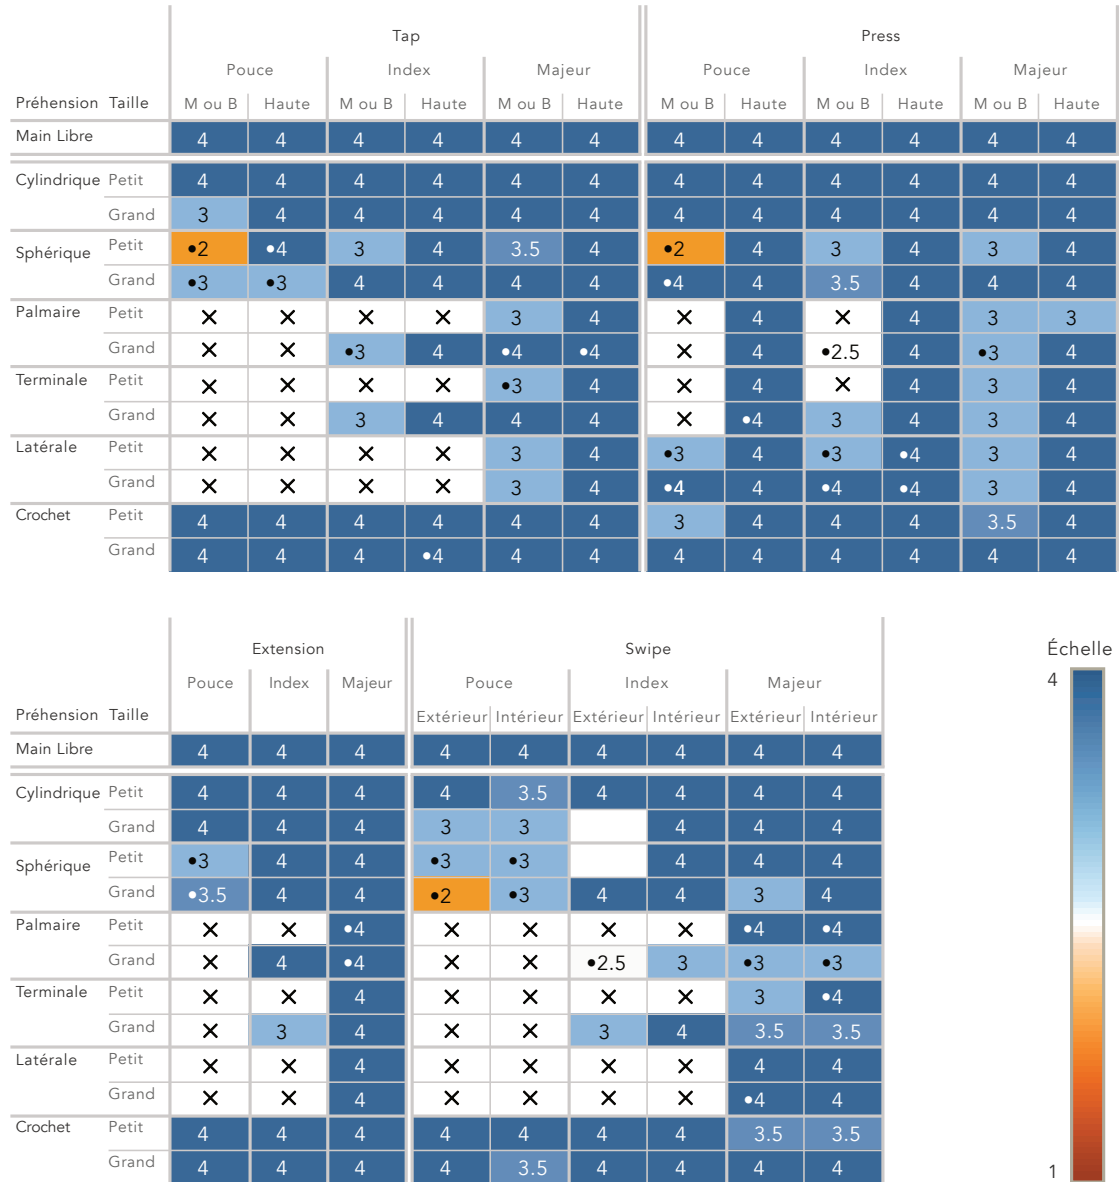 Tap Press
Pouce Index Majeur Pouce Index Majeur
Préhension Taille M ou B Haute M ou B Haute M ou B Haute M ou B Haute M ou B Haute M ou B Haute
Main Libre 4 4 4 4 4 4 4 4 4 4 4 4
Cylindrique Petit 4 4 4 4 4 4 4 4 4 4 4 4
Grand 3 4 4 4 4 4 4 4 4 4 4 4
Sphérique Petit •2 •4 3 4 3.5 4 •2 4 3 4 3 4
Grand •3 •3 4 4 4 4 •4 4 3.5 4 4 4
Palmaire Petit × × × × 3 4 × 4 × 4 3 3
Grand × × •3 4 •4 •4 × 4 •2.5 4 •3 4
Terminale Petit × × × × •3 4 × 4 × 4 3 4
Grand × × 3 4 4 4 × •4 3 4 3 4
Latérale Petit × × × × 3 4 •3 4 •3 •4 3 4
Grand × × × × 3 4 •4 4 •4 •4 3 4
Crochet Petit 4 4 4 4 4 4 3 4 4 4 3.5 4
Grand 4 4 4 •4 4 4 4 4 4 4 4 4
Extension Swipe Échelle
Pouce Index Majeur Pouce Index Majeur 4
Préhension Taille Extérieur Intérieur Extérieur Intérieur Extérieur Intérieur
Main Libre 4 4 4 4 4 4 4 4 4
Cylindrique Petit 4 4 4 4 3.5 4 4 4 4
Grand 4 4 4 3 3 4 4 4
Sphérique Petit •3 4 4 •3 •3 4 4 4
Grand •3.5 4 4 •2 •3 4 4 3 4
Palmaire Petit × × •4 × × × × •4 •4
Grand × 4 •4 × × •2.5 3 •3 •3
Terminale Petit × × 4 × × × × 3 •4
Grand × 3 4 × × 3 4 3.5 3.5
Latérale Petit × × 4 × × × × 4 4
Grand × × 4 × × × × •4 4
Crochet Petit 4 4 4 4 4 4 4 3.5 3.5
Grand 4 4 4 4 3.5 4 4 4 4 1